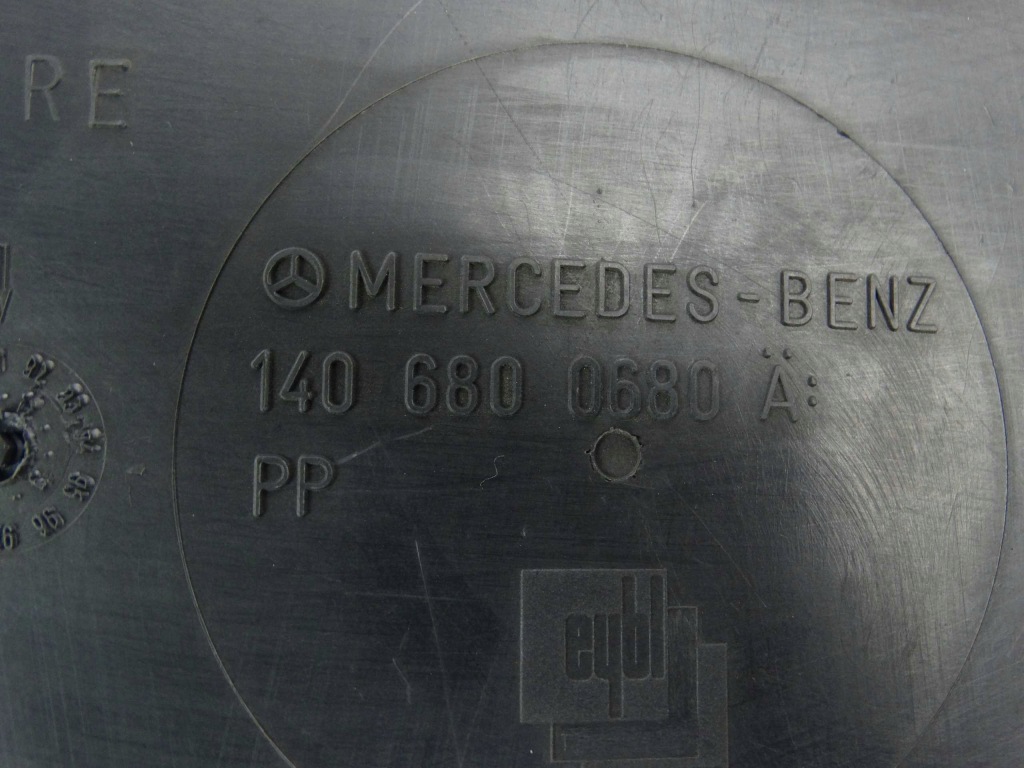 RE
MERCEDES-BENZ
140 680 0680 Ä:
PP
eybl